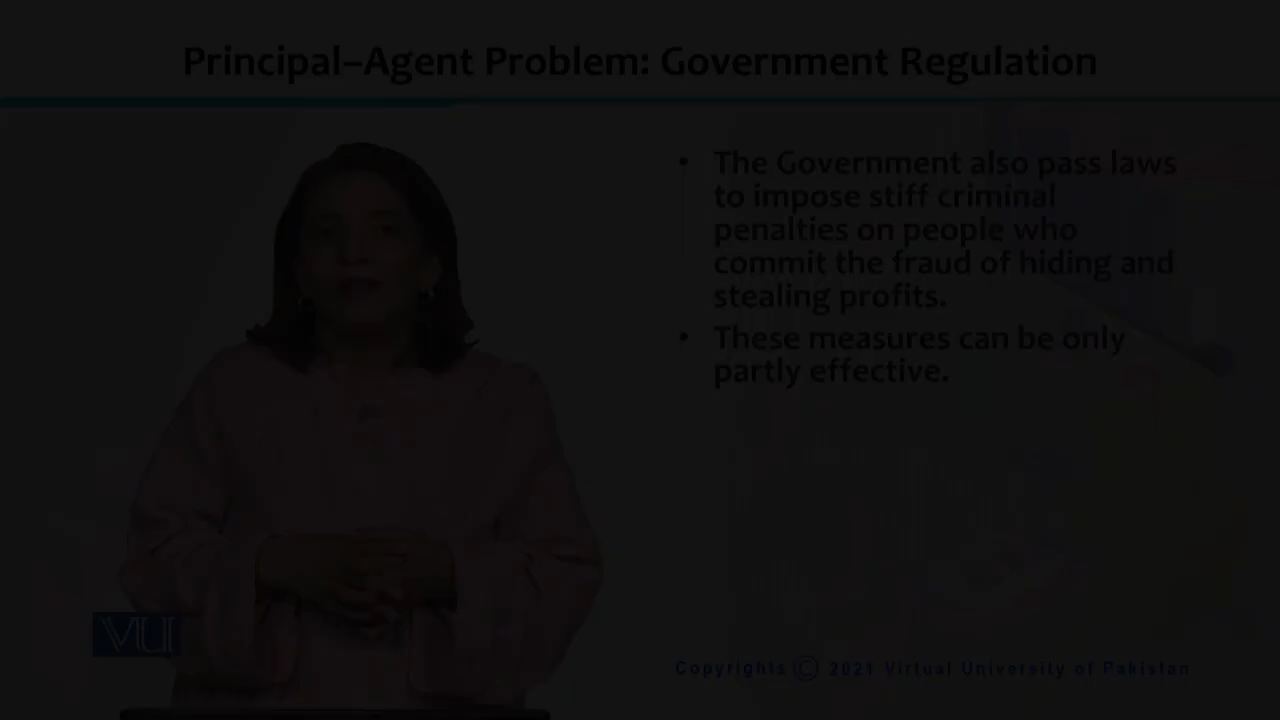 Principal–Agent Problem: Government Regulation
• The Government also pass laws
to impose stiff criminal
penalties on people who
commit the fraud of hiding and
stealing profits.
• These measures can be only
partly effective.
VU
Copyrights © 2021 Virtual University of Pakistan